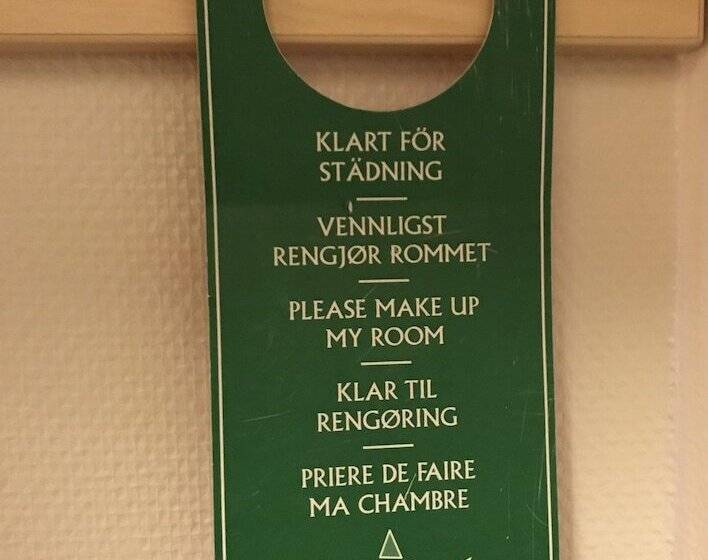 KLART FÖR
STÄDNING
VENNLIGST
RENGJØR ROMMET
PLEASE MAKE UP
MY ROOM
KLAR TIL
RENGØRING
PRIERE DE FAIRE
MA CHAMBRE